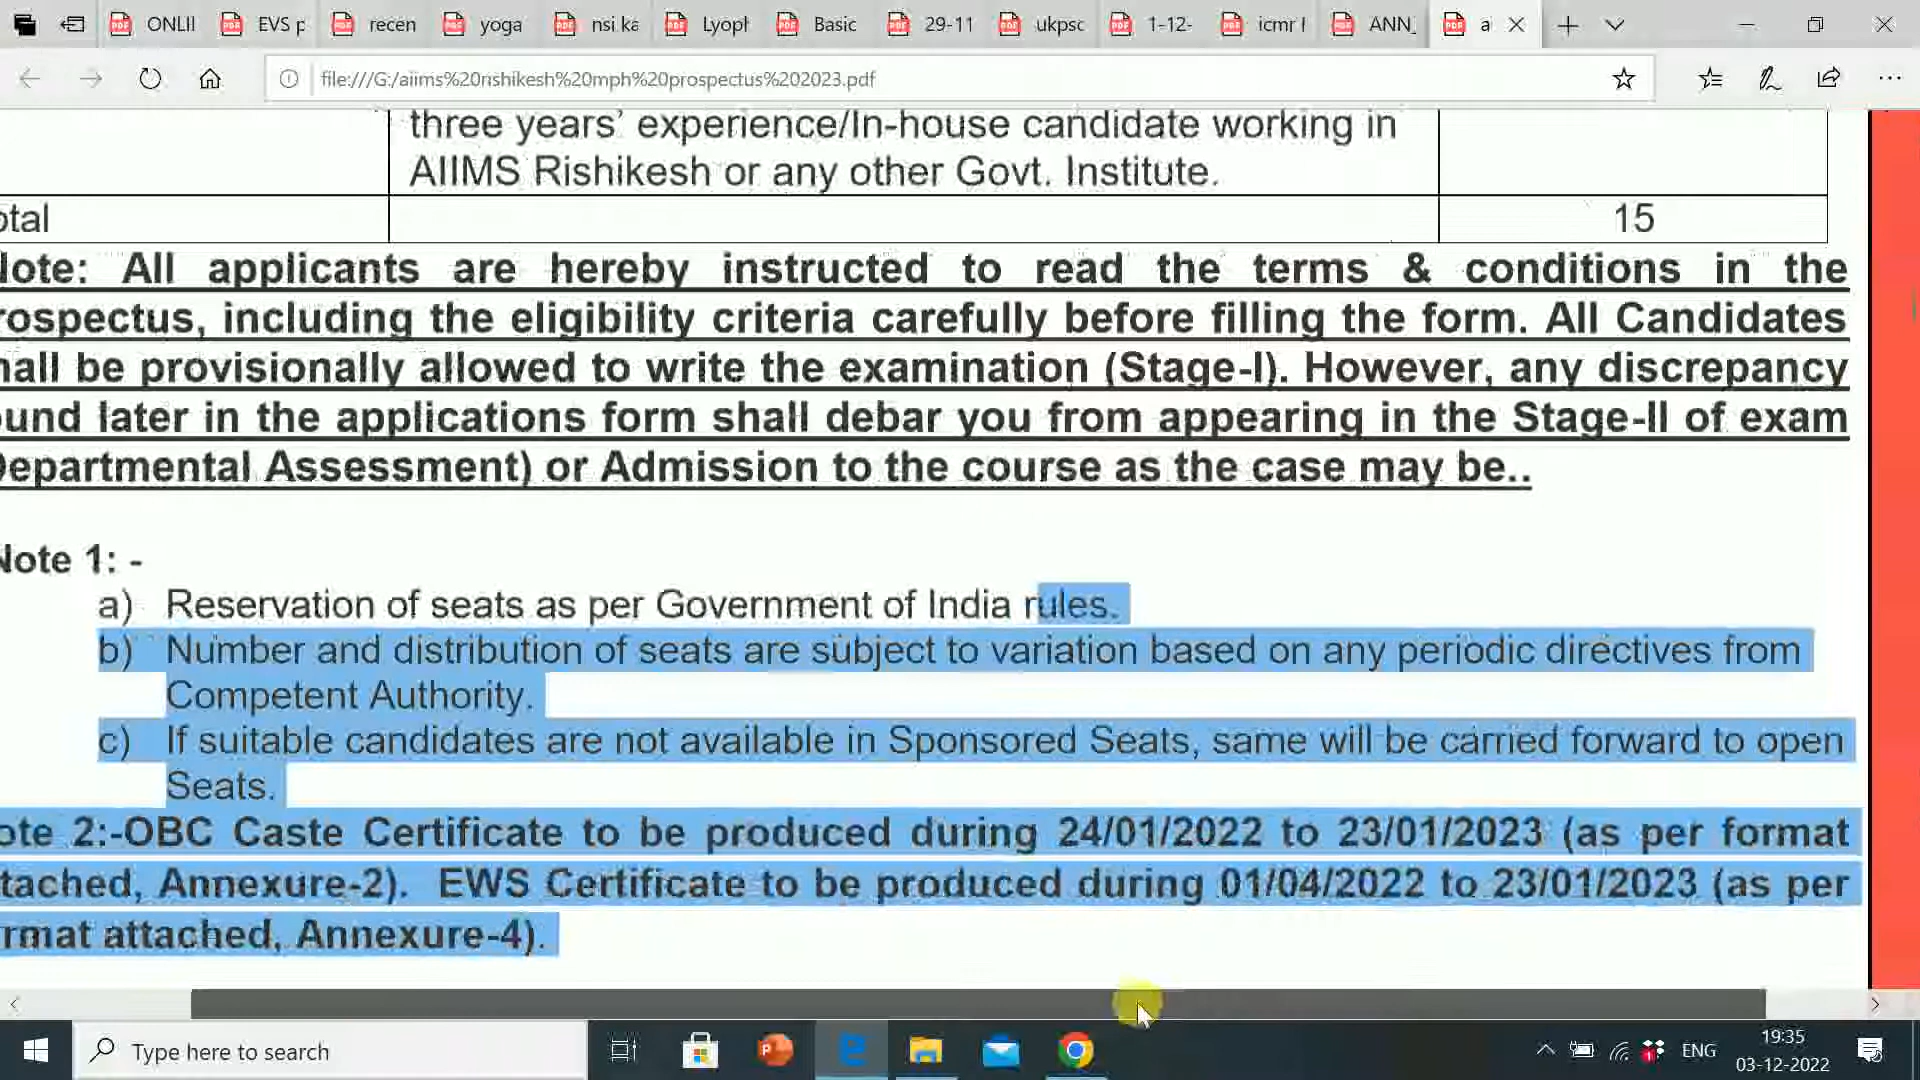 ONLII
EVS p
recen
yoga
nsi ka
Lyopł
Basic
29-11
ukpsc
1-12-
icmr I
ANN_
a
file:///G:/aiims%20rishikesh%20mph%20prospectus%202023.pdf
three years’ experience/In-house candidate working in
AIIMS Rishikesh or any other Govt. Institute.
otal
15
Note: All applicants are hereby instructed to read the terms & conditions in the
rospectus, including the eligibility criteria carefully before filling the form. All Candidates
hall be provisionally allowed to write the examination (Stage-I). However, any discrepancy
ound later in the applications form shall debar you from appearing in the Stage-II of exam
Departmental Assessment) or Admission to the course as the case may be..
Note 1: -
a) Reservation of seats as per Government of India rules.
b) Number and distribution of seats are subject to variation based on any periodic directives from
Competent Authority.
c) If suitable candidates are not available in Sponsored Seats, same will be carried forward to open
Seats.
ote 2:-OBC Caste Certificate to be produced during 24/01/2022 to 23/01/2023 (as per format
tached, Annexure-2). EWS Certificate to be produced during 01/04/2022 to 23/01/2023 (as per
rmat attached, Annexure-4).
Type here to search
ENG
19:35
03-12-2022